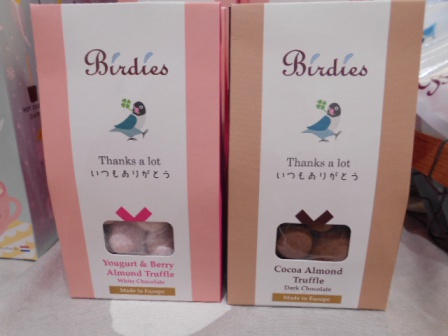 Birdies
Thanks a lot
いつもありがとう
Yougurt & Berry
Almond Truffle
White Chocolate
Made in Europe
Birdies
Thanks a lot
いつもありがとう
Cocoa Almond
Truffle
Dark Chocolate
Made in Europe